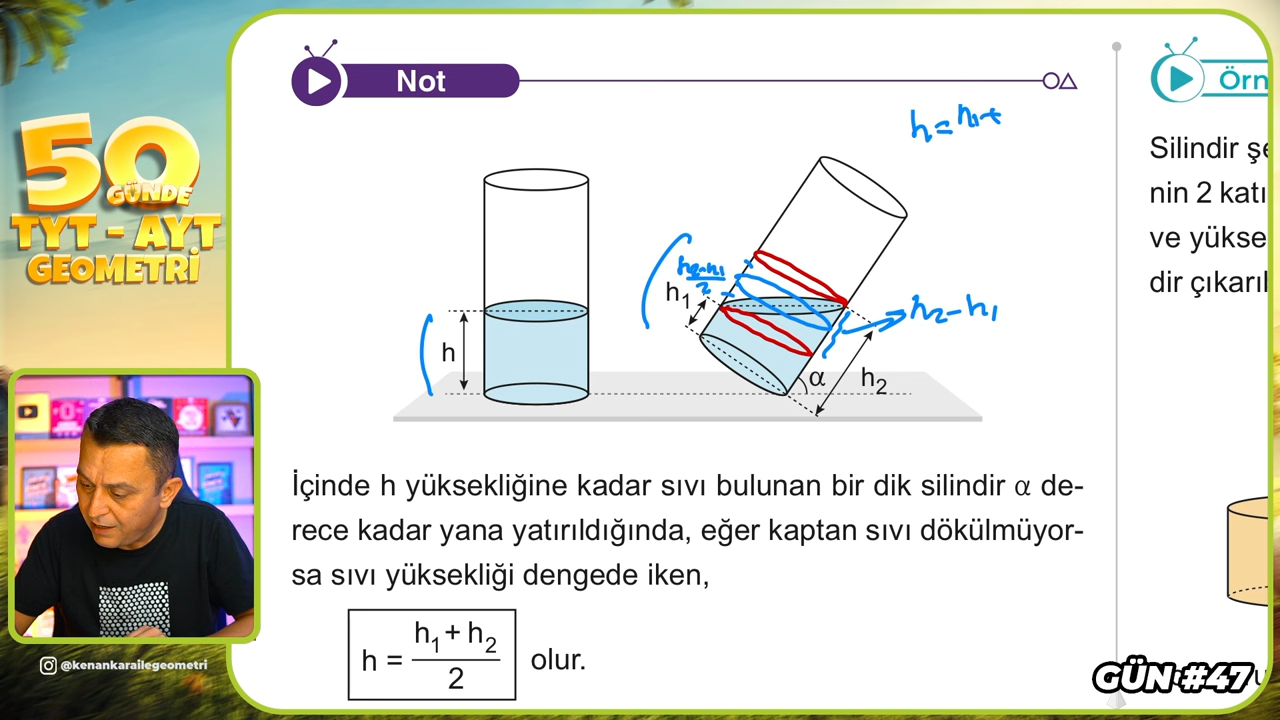 50
GÜNDE
TYT - AYT
GEOMETRİ
Not
h = h1 +
h
h2 - h1
2
h1
h2 - h1
α
h2
İçinde h yüksekliğine kadar sıvı bulunan bir dik silindir α de-
rece kadar yana yatırıldığında, eğer kaptan sıvı dökülmüyor-
sa sıvı yüksekliği dengede iken,
h = h1 + h2
2
olur.
Örn
Silindir şe
nin 2 katı
ve yükse
dir çıkarıl
@kenankarailegeometri
GÜN #47